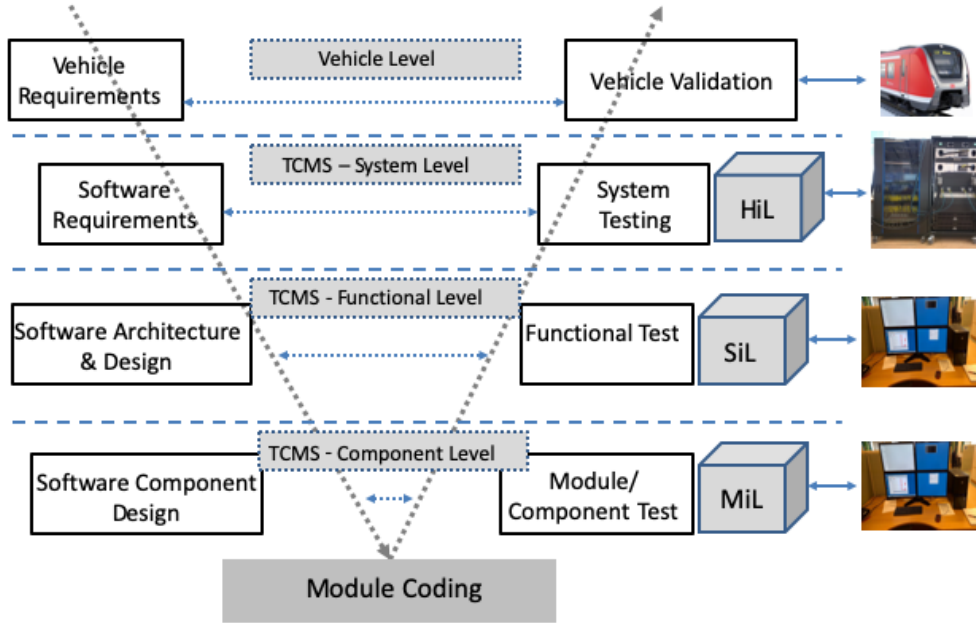 Vehicle
Requirements
Vehicle Level
Vehicle Validation
TCMS – System Level
Software
Requirements
System
Testing
HiL
TCMS - Functional Level
Software Architecture
& Design
Functional Test
SiL
TCMS - Component Level
Software Component
Design
Module/
Component Test
MiL
Module Coding